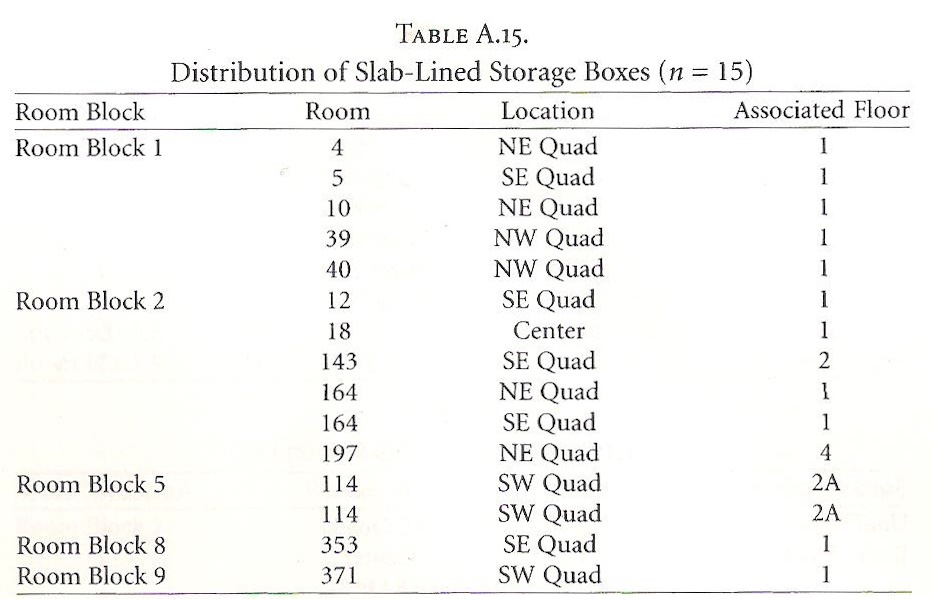 TABLE A.15.
Distribution of Slab-Lined Storage Boxes (n = 15)
Room Block Room Location Associated Floor
Room Block 1 4 NE Quad 1
5 SE Quad 1
10 NE Quad 1
39 NW Quad 1
40 NW Quad 1
Room Block 2 12 SE Quad 1
18 Center 1
143 SE Quad 2
164 NE Quad 1
164 SE Quad 1
197 NE Quad 4
Room Block 5 114 SW Quad 2A
114 SW Quad 2A
Room Block 8 353 SE Quad 1
Room Block 9 371 SW Quad 1